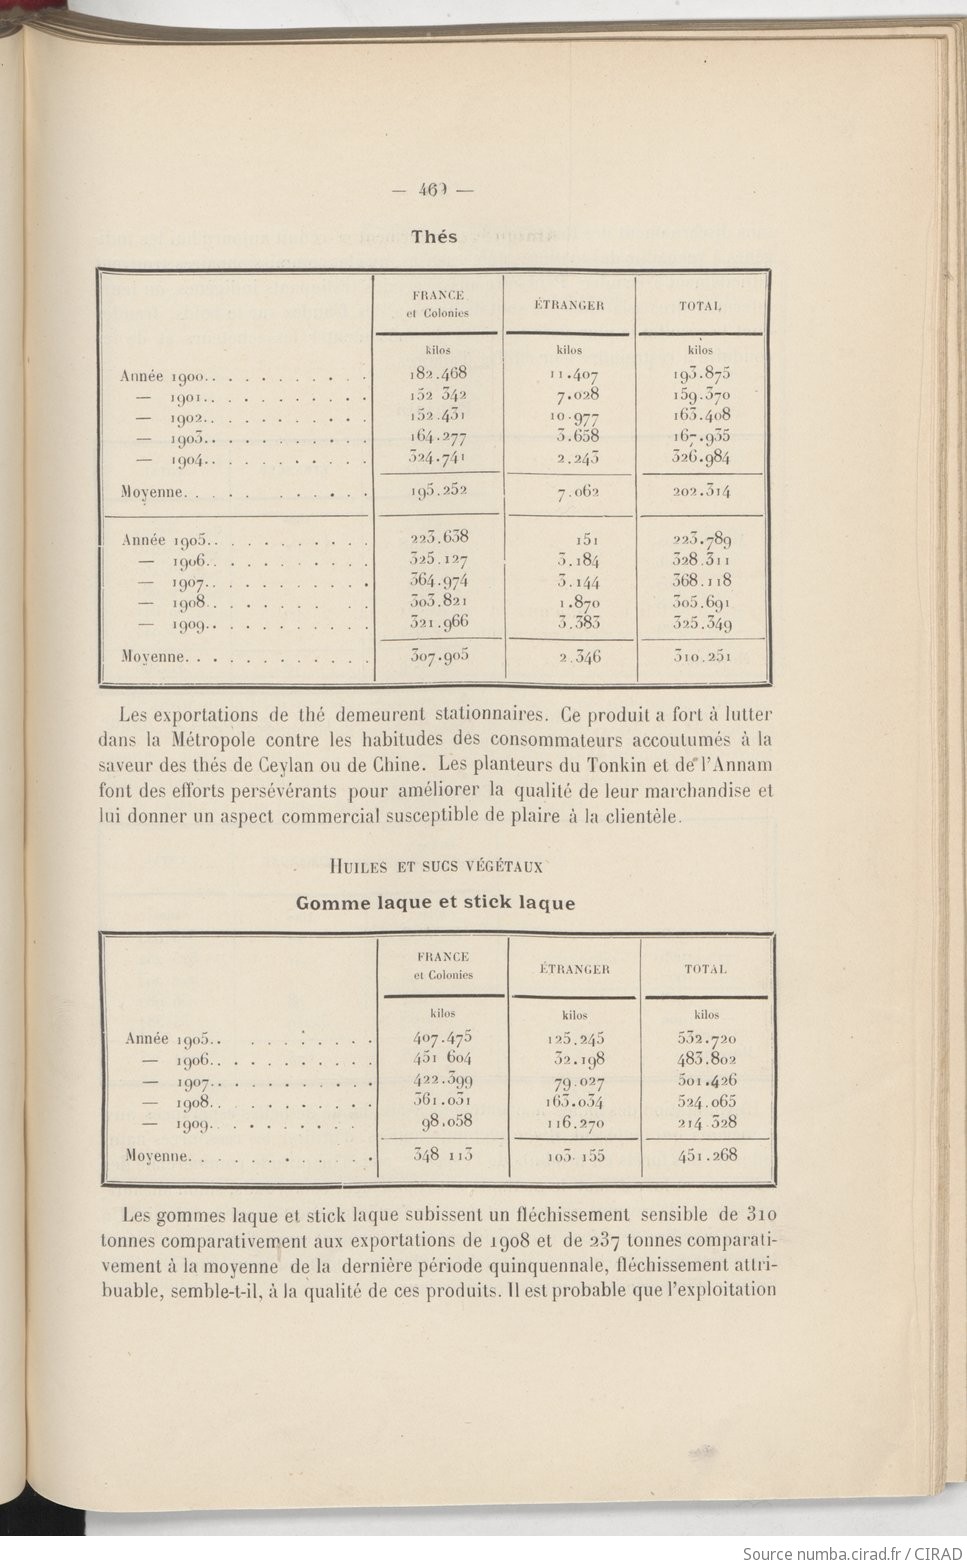 — 469 —
Thés
FRANCE et Colonies ÉTRANGER TOTAL
kilos kilos kilos
Année 1900. . . . . . . . . . . 182.468 11.407 193.875
— 1901. . . . . . . . . . . 152 342 7.028 159.370
— 1902. . . . . . . . . . . 152.431 10.977 163.408
— 1903. . . . . . . . . . . 164.277 3.658 167.935
— 1904. . . . . . . . . . . 324.741 2.243 326.984
Moyenne. . . . . . . . . . . 195.252 7.062 202.314
Année 1905. . . . . . . . . . . 223.638 151 223.789
— 1906. . . . . . . . . . . 325.127 3.184 328.311
— 1907. . . . . . . . . . . 364.974 3.144 368.118
— 1908. . . . . . . . . . 303.821 1.870 305.691
— 1909. . . . . . . . . . . 321.966 3.383 325.349
Moyenne. . . . . . . . . . . . 307.905 2.346 310.251
Les exportations de thé demeurent stationnaires. Ce produit a fort à lutter
dans la Métropole contre les habitudes des consommateurs accoutumés à la
saveur des thés de Ceylan ou de Chine. Les planteurs du Tonkin et de l'Annam
font des efforts persévérants pour améliorer la qualité de leur marchandise et
lui donner un aspect commercial susceptible de plaire à la clientèle.
HUILES ET SUCS VÉGÉTAUX
Gomme laque et stick laque
FRANCE et Colonies ÉTRANGER TOTAL
kilos kilos kilos
Année 1905. . . . . . . . . . 407.475 125.245 532.720
— 1906. . . . . . . . . . . 451 604 32.198 483.802
— 1907. . . . . . . . . . . 422.399 79.027 501.426
— 1908. . . . . . . . . . . 361.031 163.034 524.065
— 1909. . . . . . . . . . 98.058 116.270 214 328
Moyenne. . . . . . . . . . . . 348 113 103. 155 451.268
Les gommes laque et stick laque subissent un fléchissement sensible de 310
tonnes comparativement aux exportations de 1908 et de 237 tonnes comparati-
vement à la moyenne de la dernière période quinquennale, fléchissement attri-
buable, semble-t-il, à la qualité de ces produits. Il est probable que l'exploitation
Source numba.cirad.fr / CIRAD